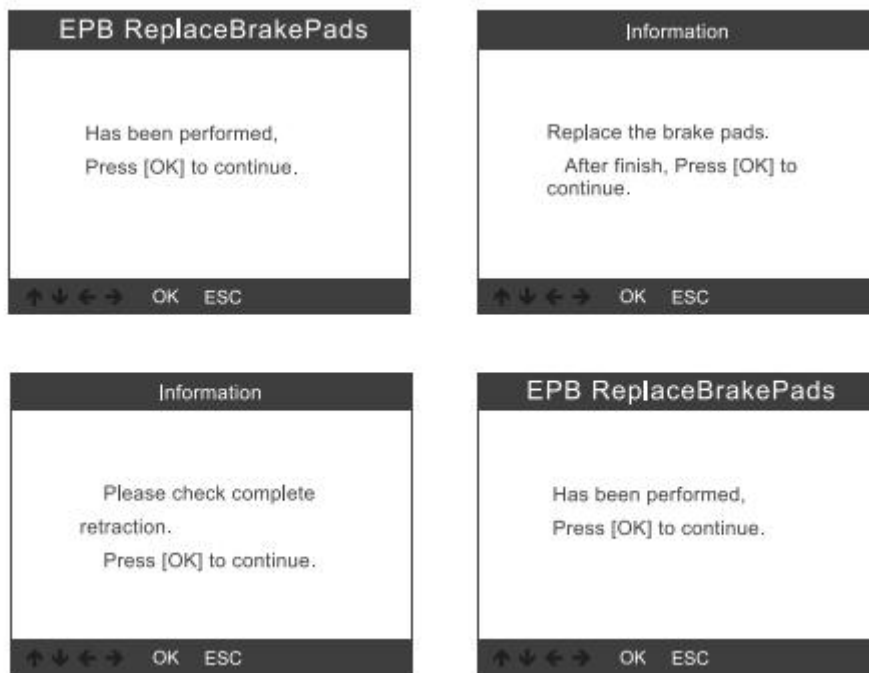 EPB ReplaceBrakePads
Has been performed,
Press [OK] to continue.
OK ESC
Information
Replace the brake pads.
After finish, Press [OK] to
continue.
OK ESC
Information
Please check complete
retraction.
Press [OK] to continue.
OK ESC
EPB ReplaceBrakePads
Has been performed,
Press [OK] to continue.
OK ESC